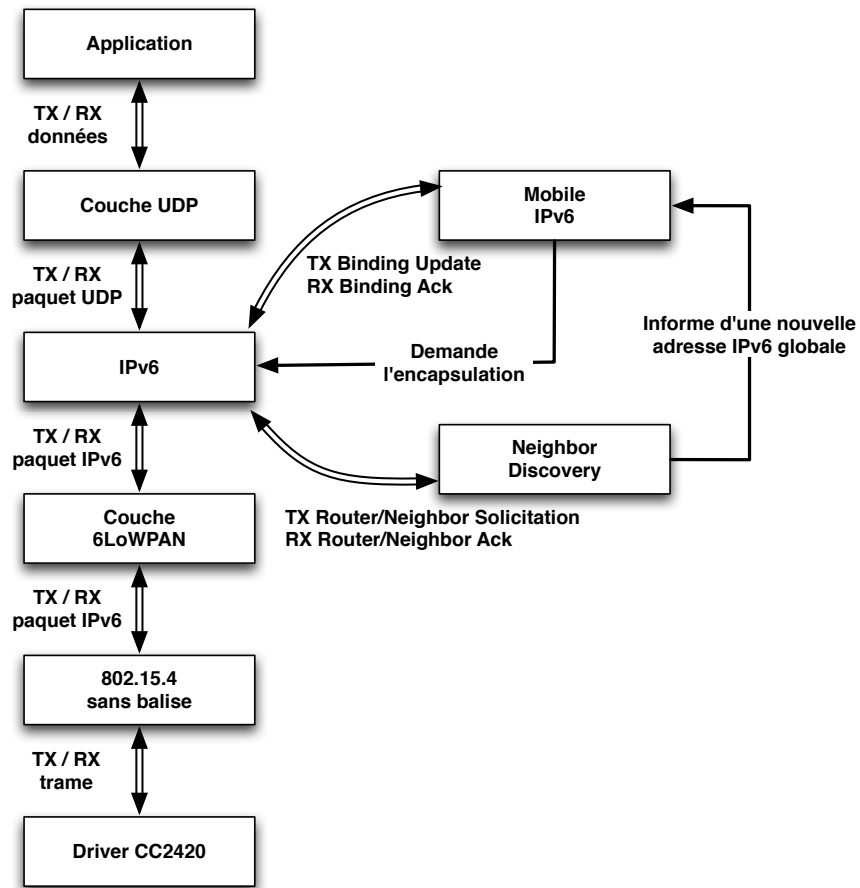 Application
TX / RX
données
Couche UDP
Mobile
IPv6
TX / RX
paquet UDP
TX Binding Update
RX Binding Ack
Informe d'une nouvelle
adresse IPv6 globale
IPv6
Demande
l'encapsulation
TX / RX
paquet IPv6
Neighbor
Discovery
Couche
6LoWPAN
TX Router/Neighbor Solicitation
RX Router/Neighbor Ack
TX / RX
paquet IPv6
802.15.4
sans balise
TX / RX
trame
Driver CC2420